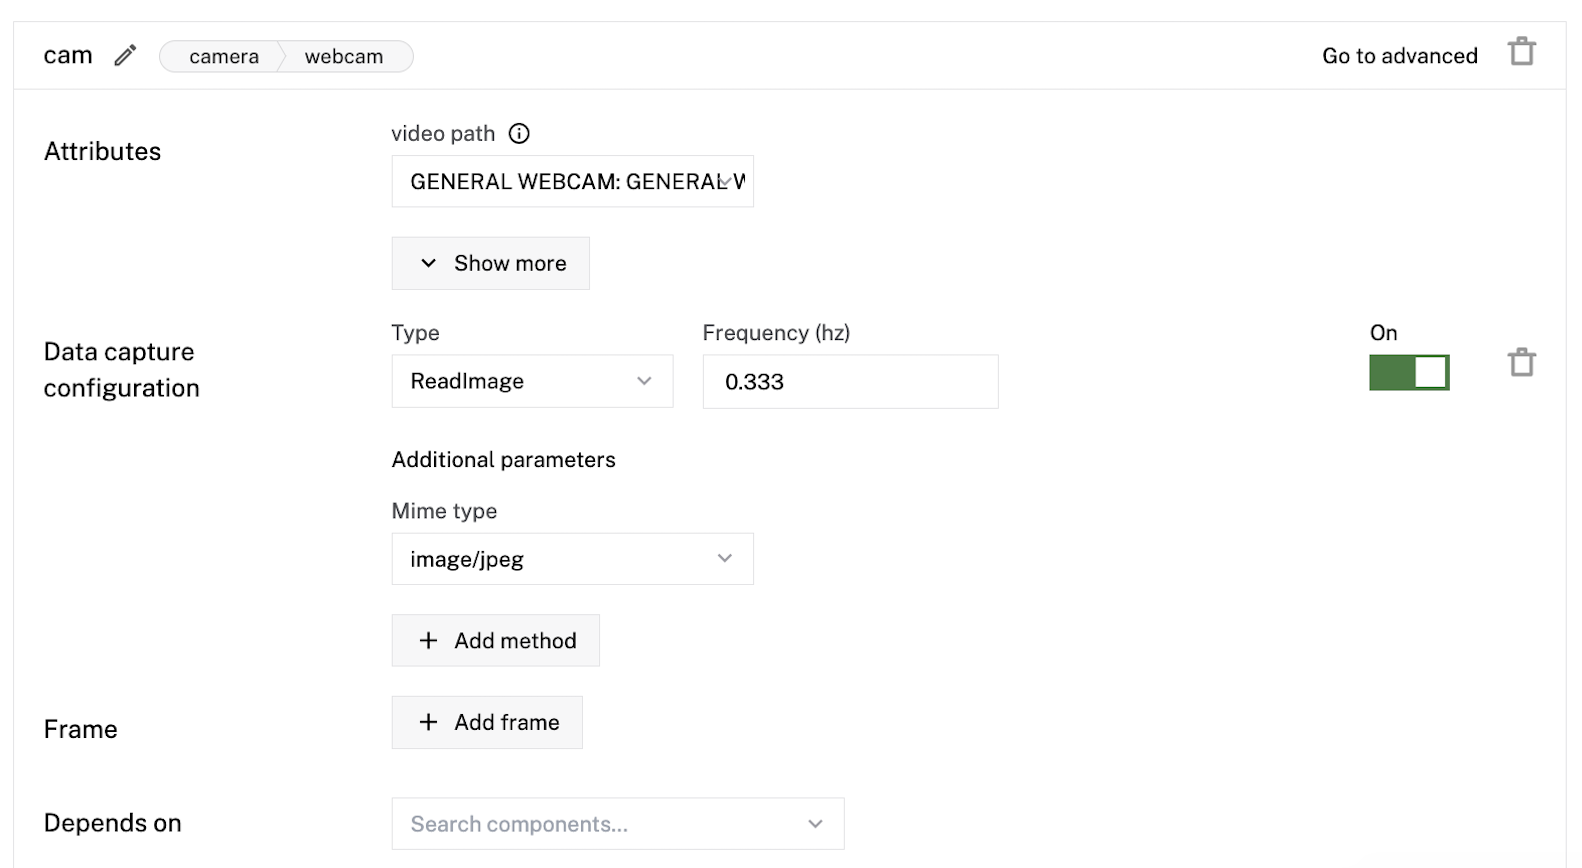 cam
camera
webcam
Go to advanced
Attributes
video path
GENERAL WEBCAM: GENERAL W
Show more
Data capture
configuration
Type
Frequency (hz)
On
ReadImage
0.333
Additional parameters
Mime type
image/jpeg
Add method
Frame
Add frame
Depends on
Search components...